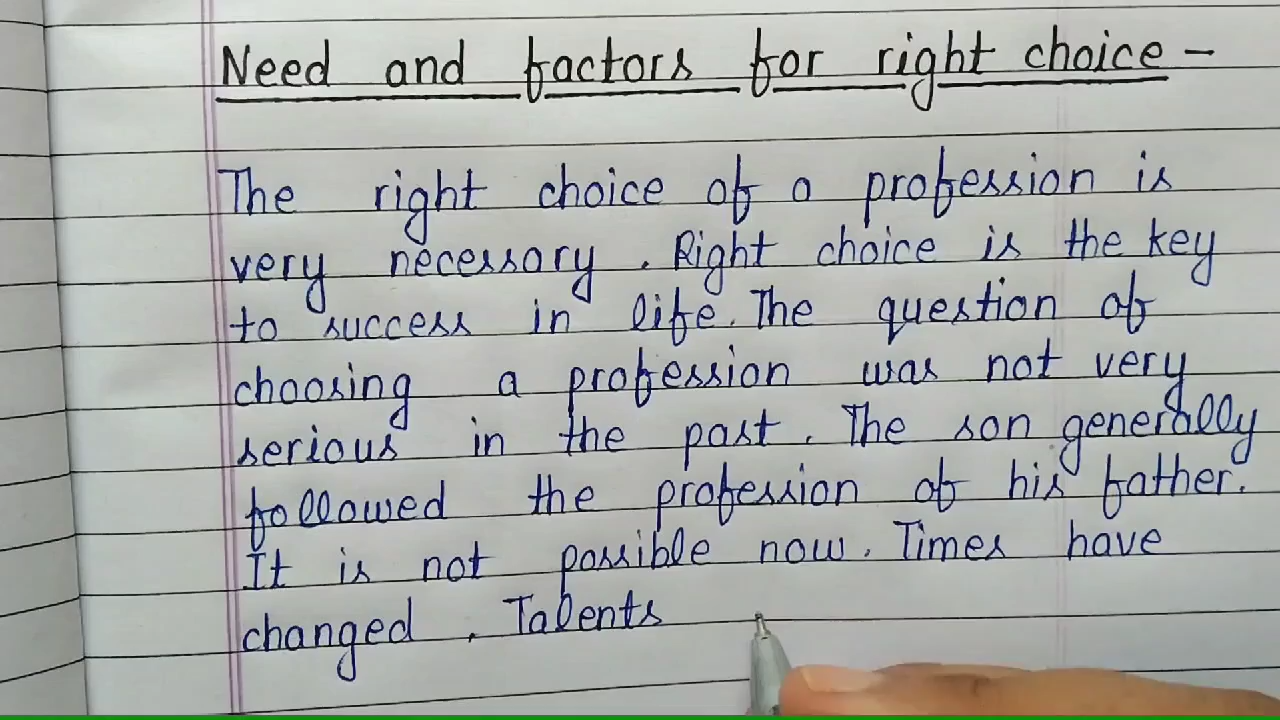 Need and factors for right choice -
The right choice of a profession is
very necessary. Right choice is the key
to success in life. The question of
choosing a profession was not very
serious in the past. The son generally
followed the profession of his father.
It is not possible now. Times have
changed. Talents